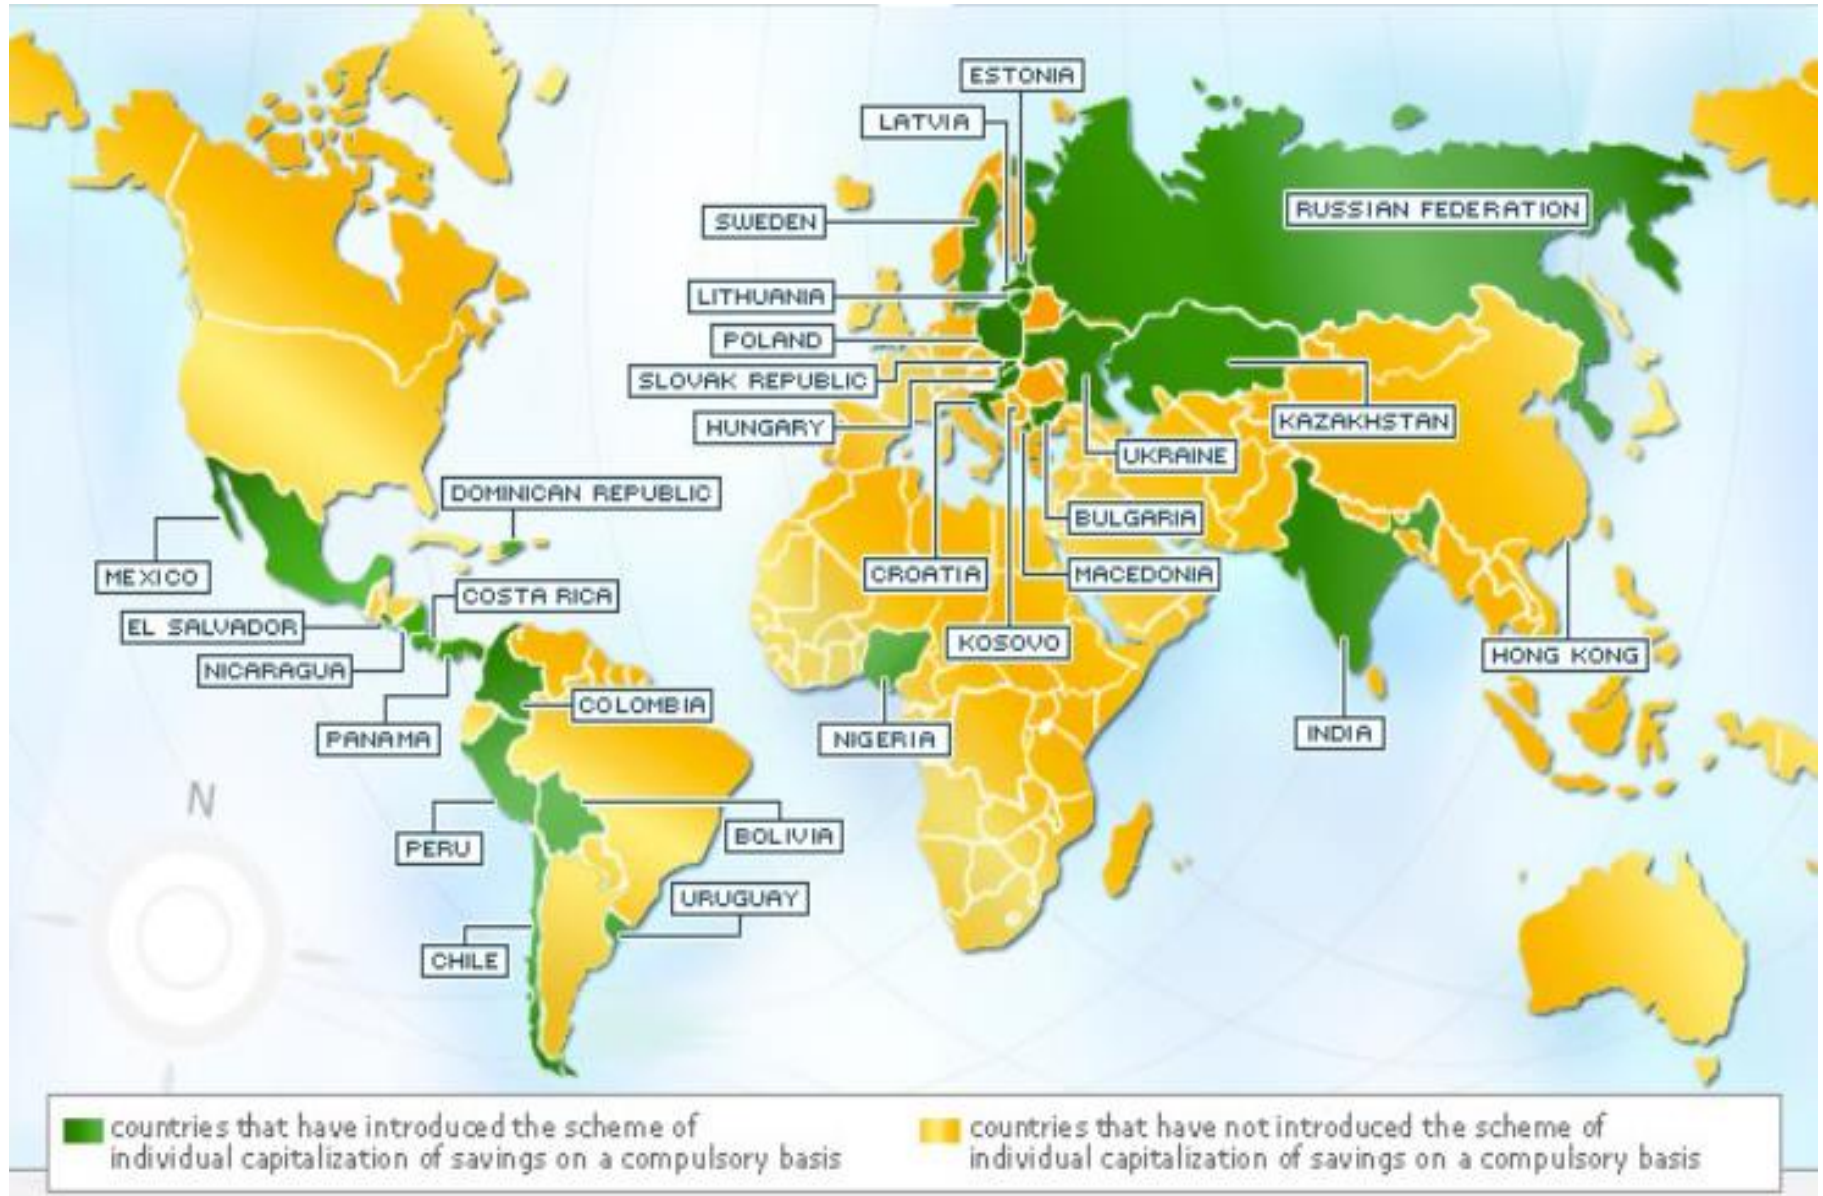 ESTONIA
LATVIA
RUSSIAN FEDERATION
SWEDEN
LITHUANIA
POLAND
SLOVAK REPUBLIC
HUNGARY
KAZAKHSTAN
UKRAINE
DOMINICAN REPUBLIC
BULGARIA
MEXICO
CROATIA
MACEDONIA
COSTA RICA
EL SALVADOR
KOSOVO
HONG KONG
NICARAGUA
COLOMBIA
PANAMA
NIGERIA
INDIA
N
PERU
BOLIVIA
URUGUAY
CHILE
countries that have introduced the scheme of
individual capitalization of savings on a compulsory basis
countries that have not introduced the scheme of
individual capitalization of savings on a compulsory basis